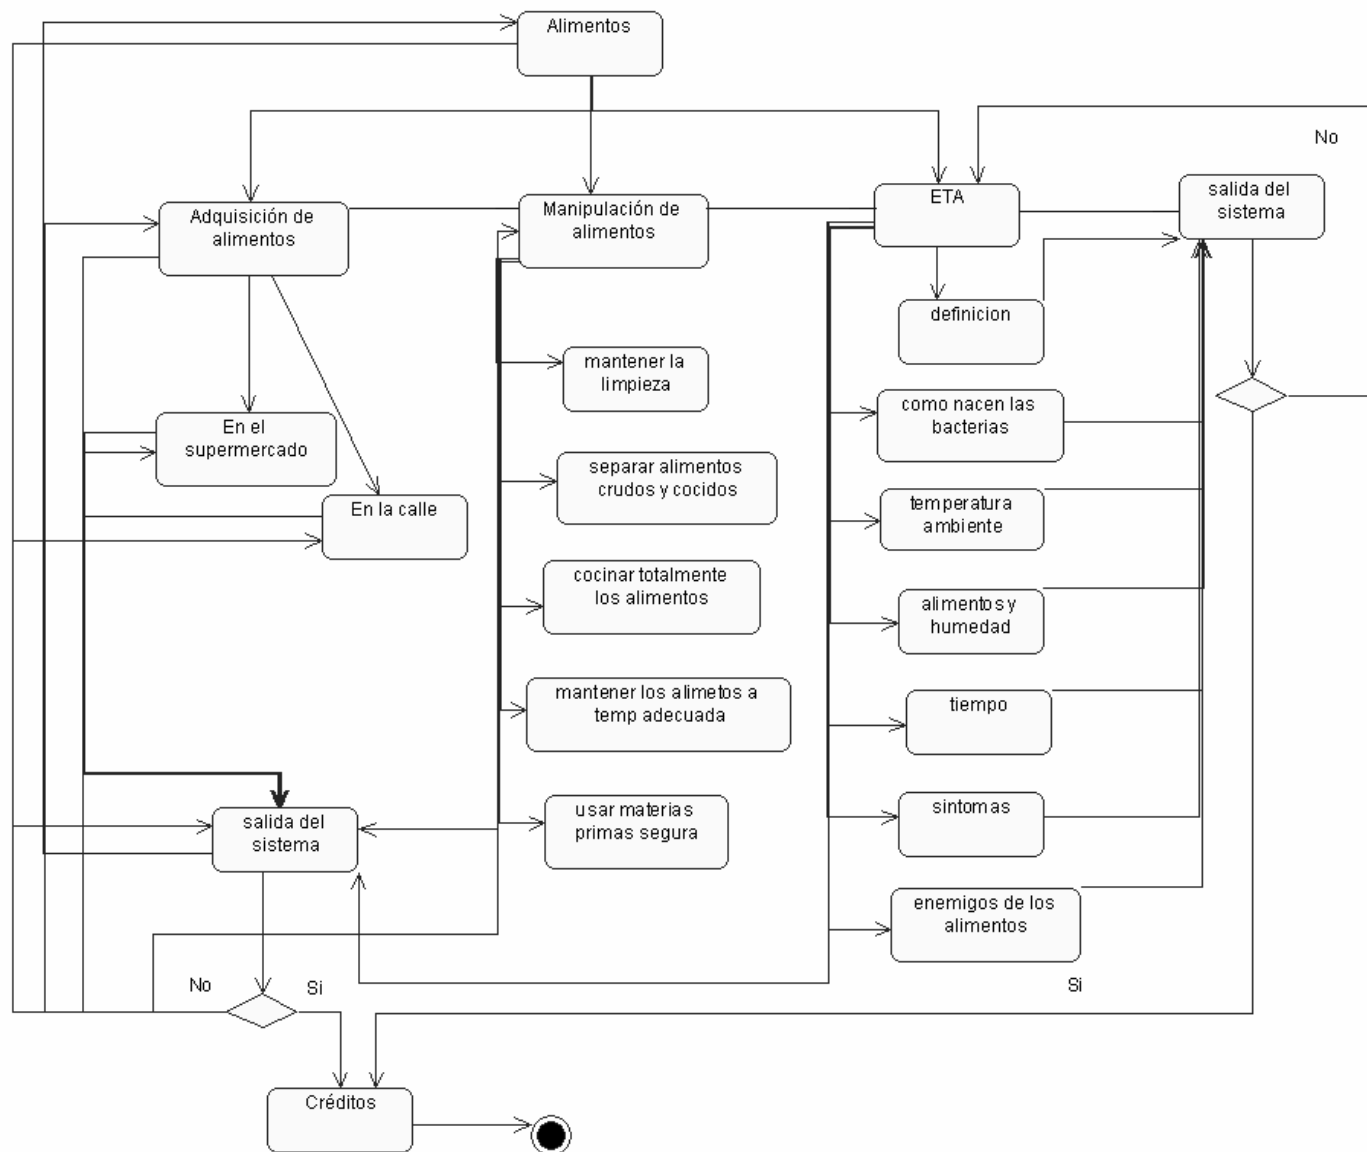 Alimentos
No
Adquisición de
alimentos
Manipulación de
alimentos
ETA
salida del
sistema
definicion
mantener la
limpieza
como nacen las
bacterias
En el
supermercado
separar alimentos
crudos y cocidos
En la calle
temperatura
ambiente
cocinar totalmente
los alimentos
alimentos y
humedad
mantener los alimetos a
temp adecuada
tiempo
salida del
sistema
usar materias
primas segura
sintomas
enemigos de los
alimentos
No
Si
Si
Créditos